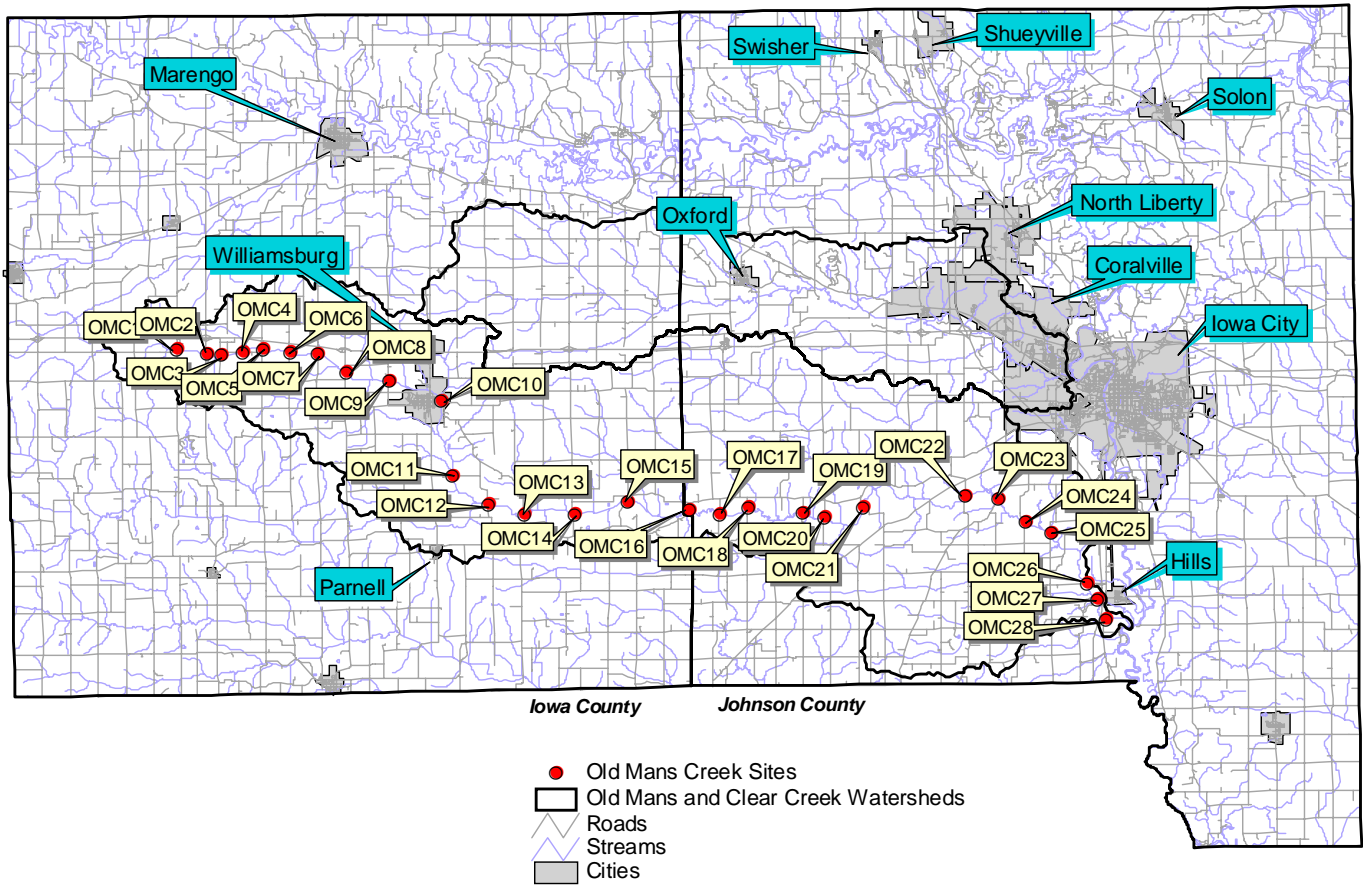 Swisher
Shueyville
Marengo
Solon
Oxford
North Liberty
Williamsburg
Coralville
Iowa City
OMC1
OMC2
OMC4
OMC6
OMC8
OMC3
OMC5
OMC7
OMC9
OMC10
OMC11
OMC12
OMC13
OMC14
OMC15
OMC16
OMC17
OMC18
OMC19
OMC20
OMC21
OMC22
OMC23
OMC24
OMC25
OMC26
OMC27
OMC28
Hills
Parnell
Iowa County
Johnson County
Old Mans Creek Sites
Old Mans and Clear Creek Watersheds
Roads
Streams
Cities